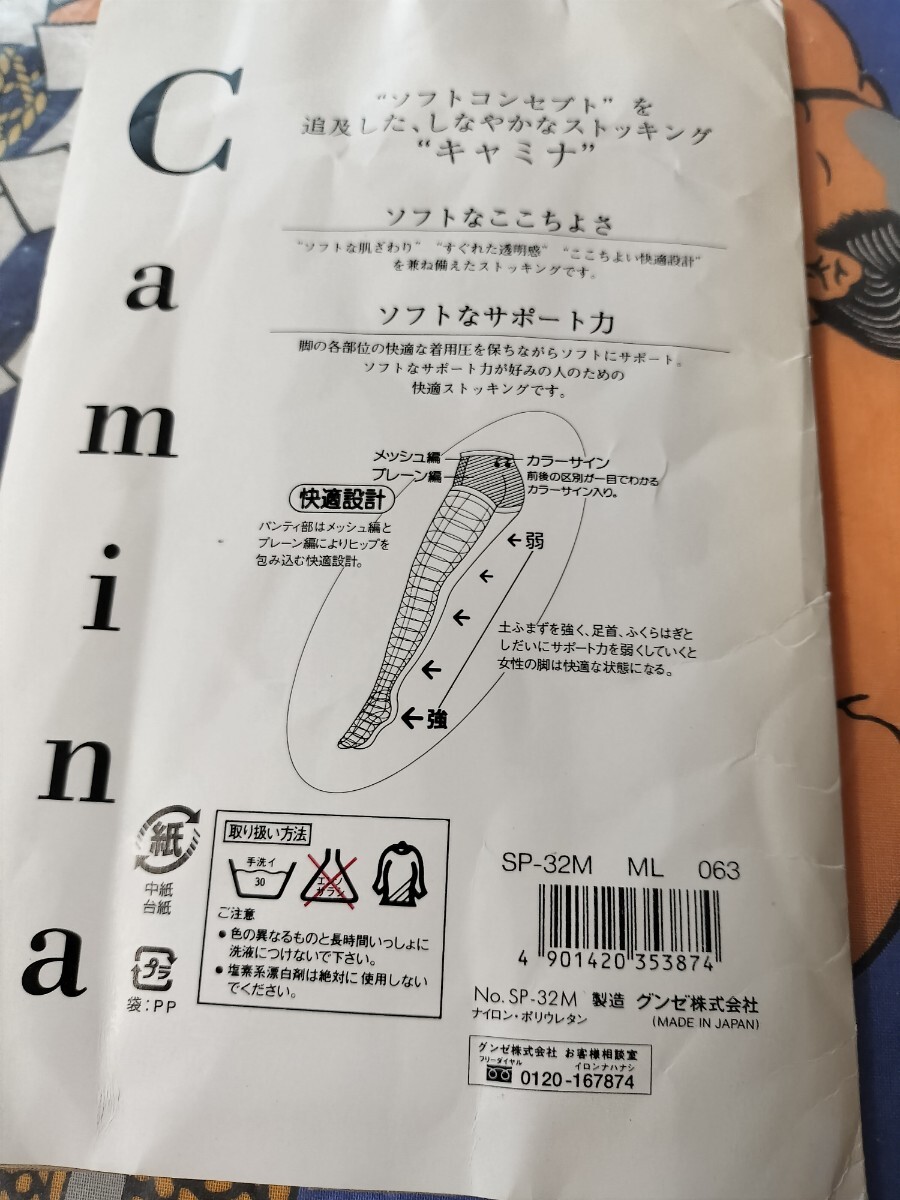 Camina
“ソフトコンセプト”を
追及した、しなやかなストッキング
“キャミナ”
ソフトなここちよさ
“ソフトな肌ざわり” “すぐれた透明感” “ここちよい快適設計”
を兼ね備えたストッキングです。
ソフトなサポート力
脚の各部位の快適な着用圧を保ちながらソフトにサポート。
ソフトなサポート力が好みの人のための
快適ストッキングです。
メッシュ編
プレーン編
カラーサイン
前後の区別が一目でわかる
カラーサイン入り。
快適設計
パンティ部はメッシュ編と
プレーン編によりヒップを
包み込む快適設計。
←弱
←
←
←
←強
土ふまずを強く、足首、ふくらはぎと
しだいにサポート力を弱くしていくと
女性の脚は快適な状態になる。
紙
中紙
台紙
プラ
袋:PP
取り扱い方法
手洗イ
30
エンソ
サラシ
ご注意
●色の異なるものと長時間いっしょに
洗液につけないで下さい。
●塩素系漂白剤は絶対に使用しない
でください。
SP-32M ML 063
4 901420 353874
No. SP-32M 製造 グンゼ株式会社
ナイロン・ポリウレタン (MADE IN JAPAN)
グンゼ株式会社 お客様相談室
フリーダイヤル イロンナハナシ
0120-167874